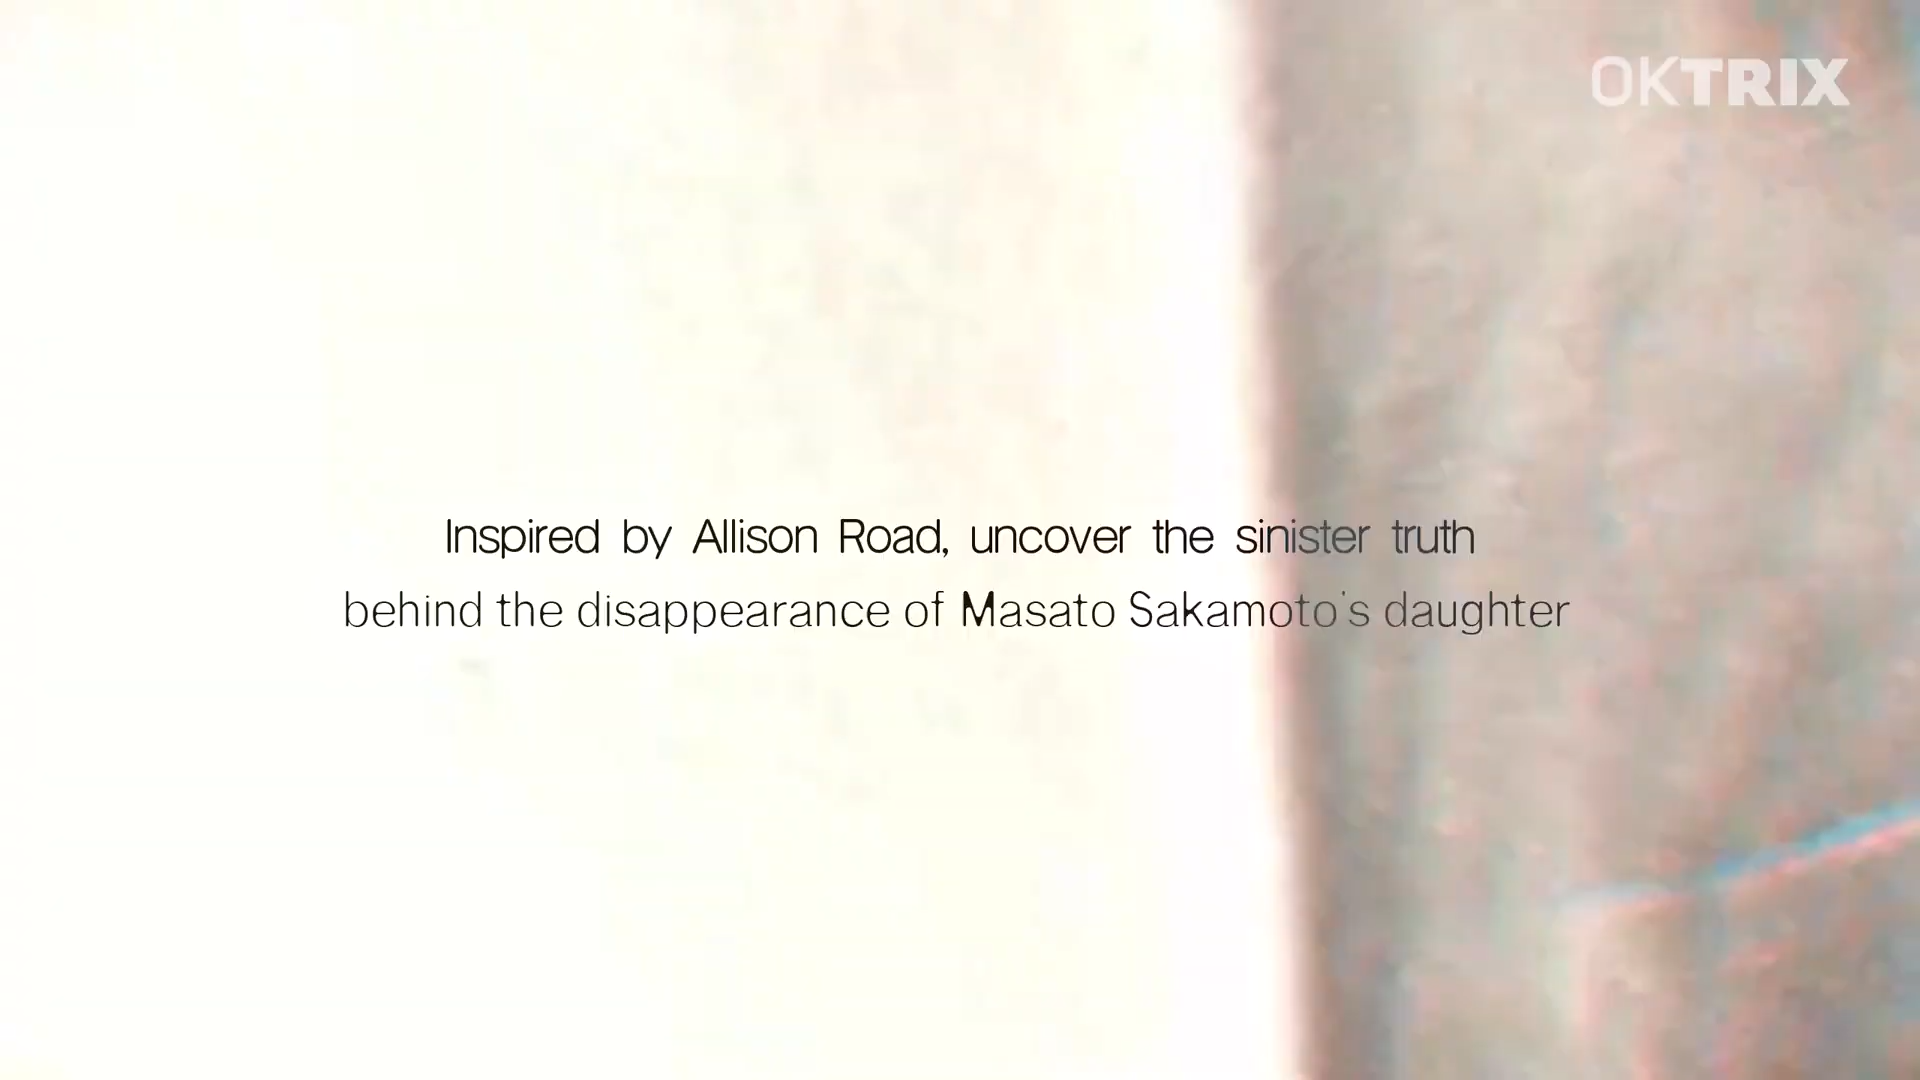 OKTRIX
Inspired by Allison Road, uncover the sinister truth
behind the disappearance of Masato Sakamoto's daughter